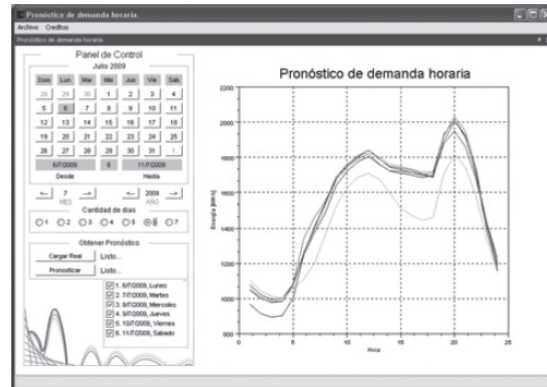 Pronóstico de demanda horaria.
Archivo Creditos
Pronóstico de demanda horaria.
Panel de Control
Julio 2009
Dom Lun Mar Mie Jue Vie Sab
28 29 30 1 2 3 4
5 6 7 8 9 10 11
12 13 14 15 16 17 18
19 20 21 22 23 24 25
26 27 28 29 30 31 1
6/7/2009 6 11/7/2009
Desde Hasta
<-- 7 --> <-- 2009 -->
MES AÑO
Cantidad de días
1 2 3 4 5 6 7
Obtener Pronóstico
Cargar Real Listo...
Pronosticar Listo...
1. 6/7/2009, Lunes
2. 7/7/2009, Martes
3. 8/7/2009, Miercoles
4. 9/7/2009, Jueves
5. 10/7/2009, Viernes
6. 11/7/2009, Sabado
Pronóstico de demanda horaria
2200
2000
1800
1600
1400
1200
1000
800
Energía [MWh]
0 5 10 15 20 25
Hora